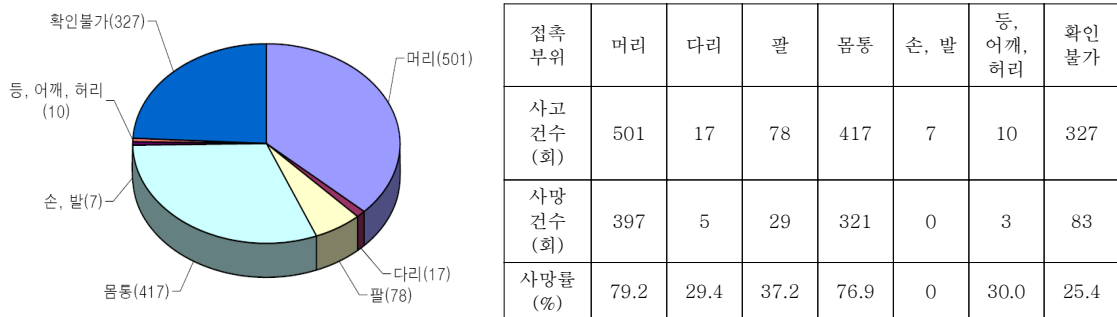 확인불가(327)
머리(501)
등, 어깨, 허리
(10)
손, 발(7)
몸통(417)
팔(78)
다리(17)
접촉
부위
머리
다리
팔
몸통
손, 발
등,
어깨,
허리
확인
불가
사고
건수
(회)
501
17
78
417
7
10
327
사망
건수
(회)
397
5
29
321
0
3
83
사망률
(%)
79.2
29.4
37.2
76.9
0
30.0
25.4